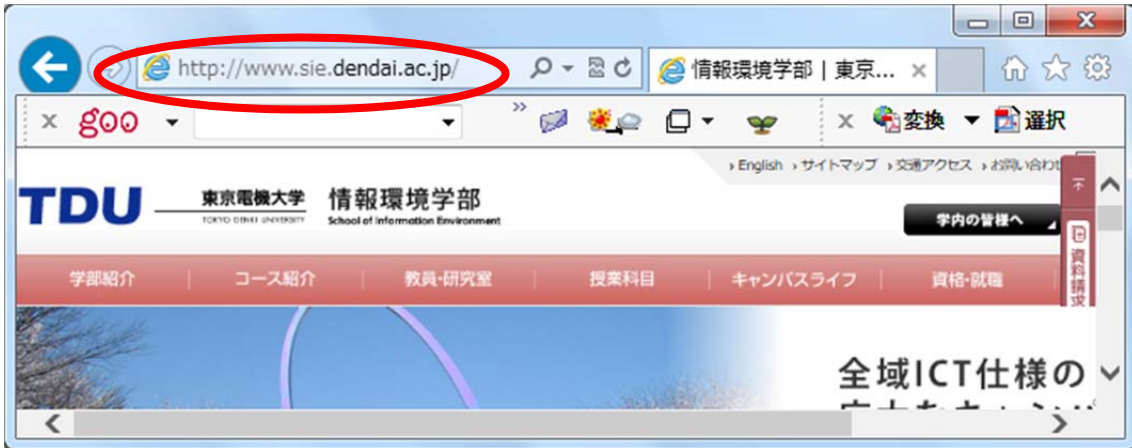 http://www.sie.dendai.ac.jp/
情報環境学部 | 東京...
goo
変換
選択
English サイトマップ 交通アクセス お問い合わせ
TDU
東京電機大学
TOKYO DENKI UNIVERSITY
情報環境学部
School of Information Environment
学内の皆様へ
資料請求
学部紹介
コース紹介
教員・研究室
授業科目
キャンパスライフ
資格・就職
全域ICT仕様の